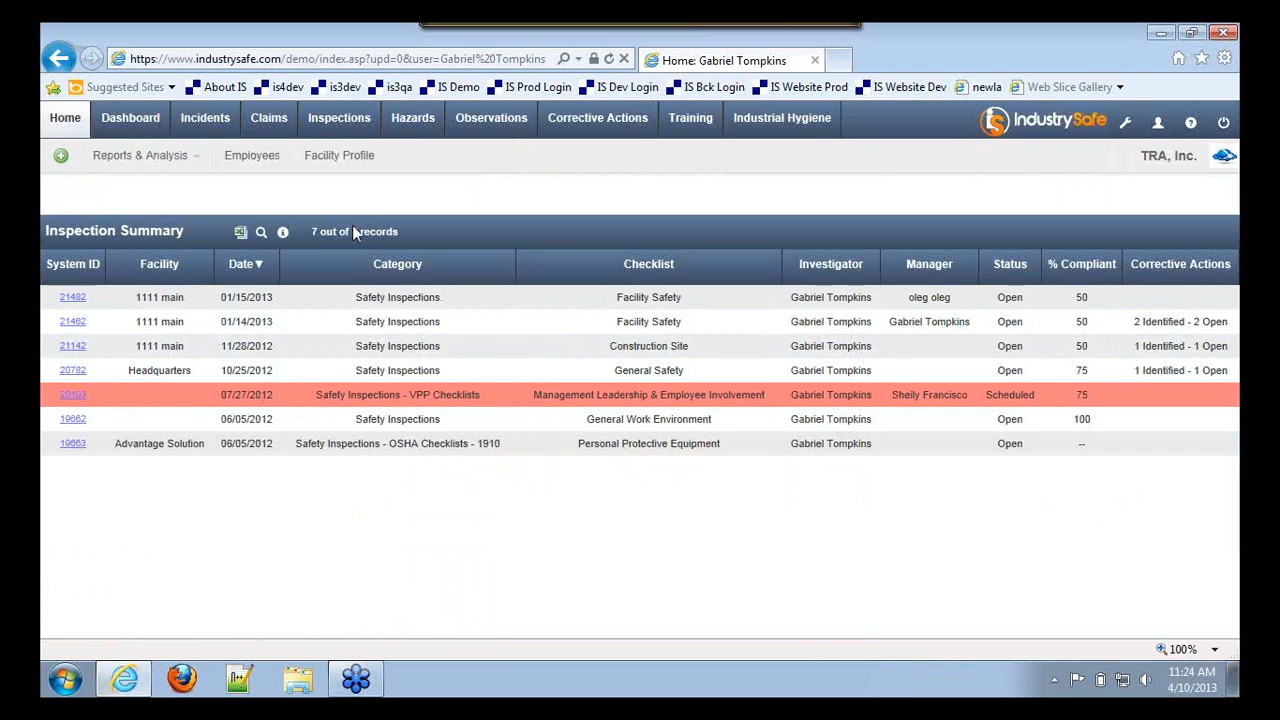 https://www.industrysafe.com/demo/index.asp?upd=0&user=Gabriel%20Tompkins
Home: Gabriel Tompkins
Suggested Sites About IS is4dev is3dev is3qa IS Demo IS Prod Login IS Dev Login IS Bck Login IS Website Prod IS Website Dev newla Web Slice Gallery
Home Dashboard Incidents Claims Inspections Hazards Observations Corrective Actions Training Industrial Hygiene IndustrySafe
Reports & Analysis Employees Facility Profile TRA, Inc.
Inspection Summary 7 out of records
System ID Facility Date▼ Category Checklist Investigator Manager Status % Compliant Corrective Actions
21482 1111 main 01/15/2013 Safety Inspections. Facility Safety Gabriel Tompkins oleg oleg Open 50
21462 1111 main 01/14/2013 Safety Inspections Facility Safety Gabriel Tompkins Gabriel Tompkins Open 50 2 Identified - 2 Open
21142 1111 main 11/28/2012 Safety Inspections Construction Site Gabriel Tompkins Open 50 1 Identified - 1 Open
20782 Headquarters 10/25/2012 Safety Inspections General Safety Gabriel Tompkins Open 75 1 Identified - 1 Open
07/27/2012 Safety Inspections - VPP Checklists Management Leadership & Employee Involvement Gabriel Tompkins Sheily Francisco Scheduled 75
19662 06/05/2012 Safety Inspections General Work Environment Gabriel Tompkins Open 100
19663 Advantage Solution 06/05/2012 Safety Inspections - OSHA Checklists - 1910 Personal Protective Equipment Gabriel Tompkins Open --
100%
11:24 AM
4/10/2013